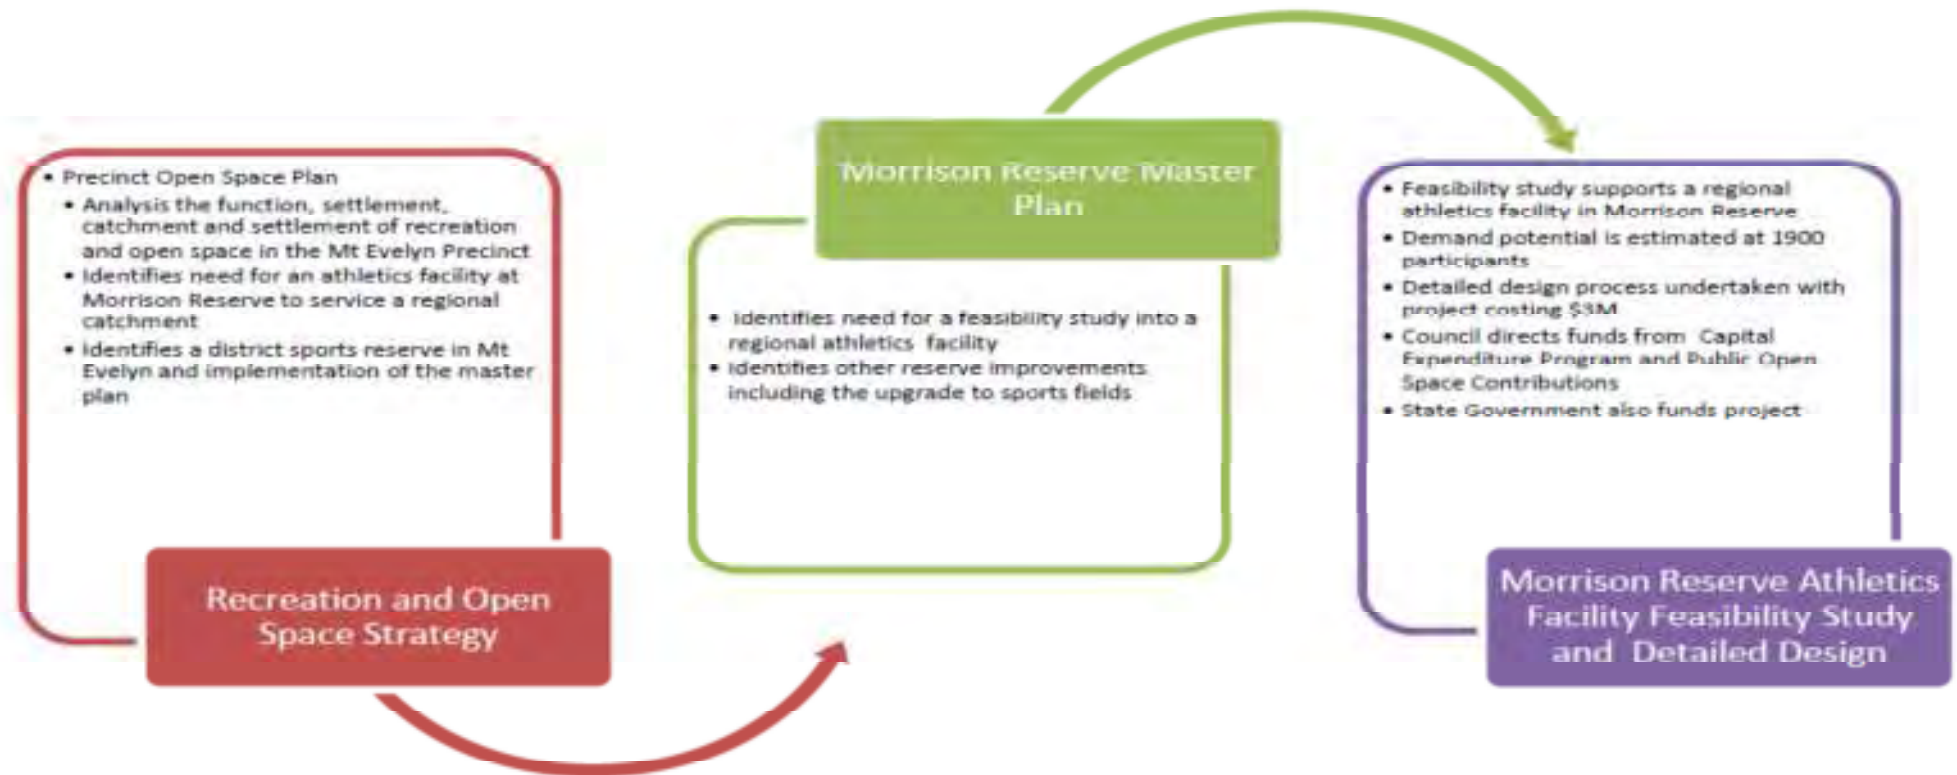 • Precinct Open Space Plan
• Analysis the function, settlement,
catchment and settlement of recreation
and open space in the Mt Evelyn Precinct
• Identifies need for an athletics facility at
Morrison Reserve to service a regional
catchment
• Identifies a district sports reserve in Mt
Evelyn and implementation of the master
plan
Recreation and Open
Space Strategy
Morrison Reserve Master
Plan
• Identifies need for a feasibility study into a
regional athletics facility
• Identifies other reserve improvements
including the upgrade to sports fields
• Feasibility study supports a regional
athletics facility in Morrison Reserve
• Demand potential is estimated at 1900
participants
• Detailed design process undertaken with
project costing $3M
• Council directs funds from Capital
Expenditure Program and Public Open
Space Contributions
• State Government also funds project
Morrison Reserve Athletics
Facility Feasibility Study
and Detailed Design